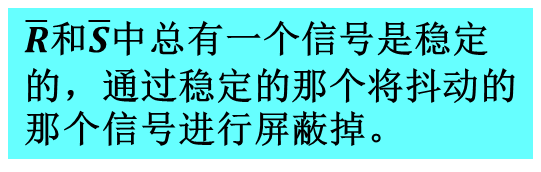 R̅和S̅中总有一个信号是稳定
的，通过稳定的那个将抖动的
那个信号进行屏蔽掉。